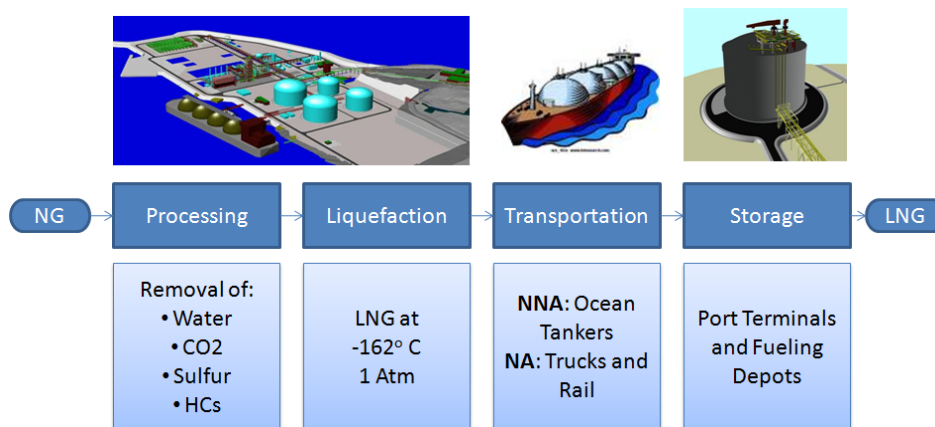 NG
Processing
Liquefaction
Transportation
Storage
LNG
Removal of:
• Water
• CO2
• Sulfur
• HCs
LNG at
-162° C
1 Atm
NNA: Ocean
Tankers
NA: Trucks and
Rail
Port Terminals
and Fueling
Depots